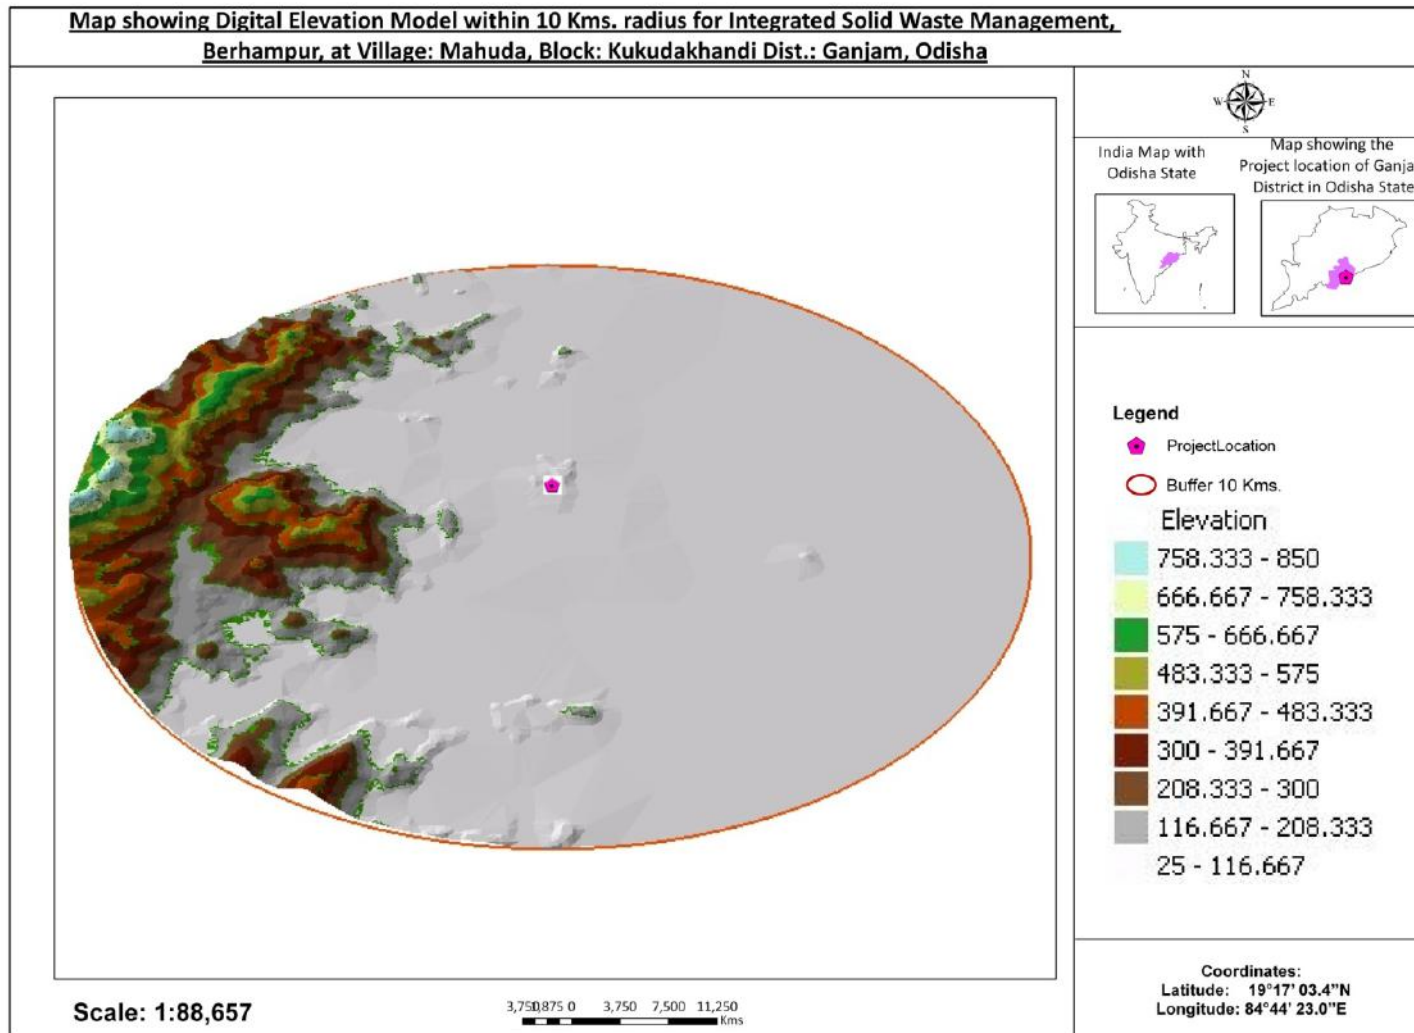 Map showing Digital Elevation Model within 10 Kms. radius for Integrated Solid Waste Management,
Berhampur, at Village: Mahuda, Block: Kukudakhandi Dist.: Ganjam, Odisha
N
W E
S
India Map with
Odisha State
Map showing the
Project location of Ganja
District in Odisha State
Legend
ProjectLocation
Buffer 10 Kms.
Elevation
758.333 - 850
666.667 - 758.333
575 - 666.667
483.333 - 575
391.667 - 483.333
300 - 391.667
208.333 - 300
116.667 - 208.333
25 - 116.667
Coordinates:
Latitude: 19°17' 03.4"N
Longitude: 84°44' 23.0"E
Scale: 1:88,657
0 3,750 7,500 11,250
Kms